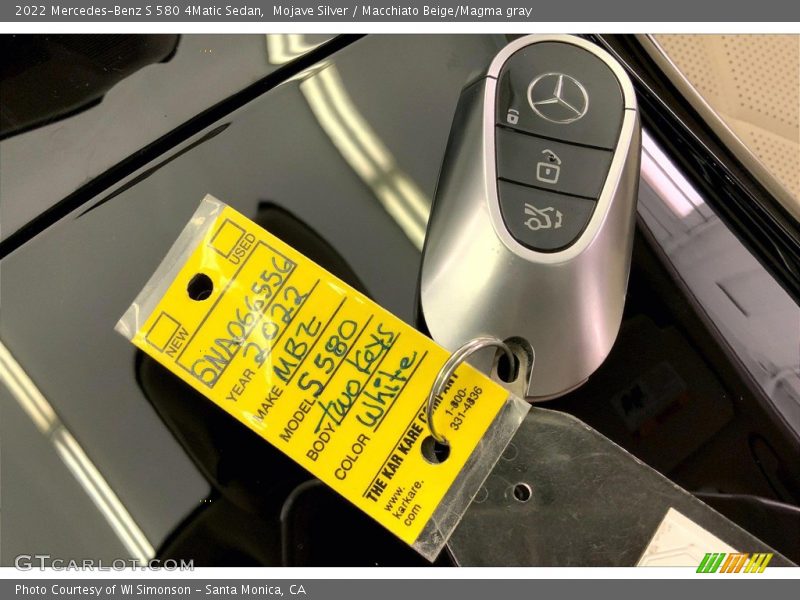 2022 Mercedes-Benz S 580 4Matic Sedan,  Mojave Silver / Macchiato Beige/Magma gray
USED
NEW
5NA066556
YEAR 2022
MAKE MBZ
MODEL S 580
BODY two keys
COLOR White
THE KAR KARE COMPANY
www.
karkare.
com
1-800-
331-4836
GTCARLOT.COM
Photo Courtesy of WI Simonson - Santa Monica, CA